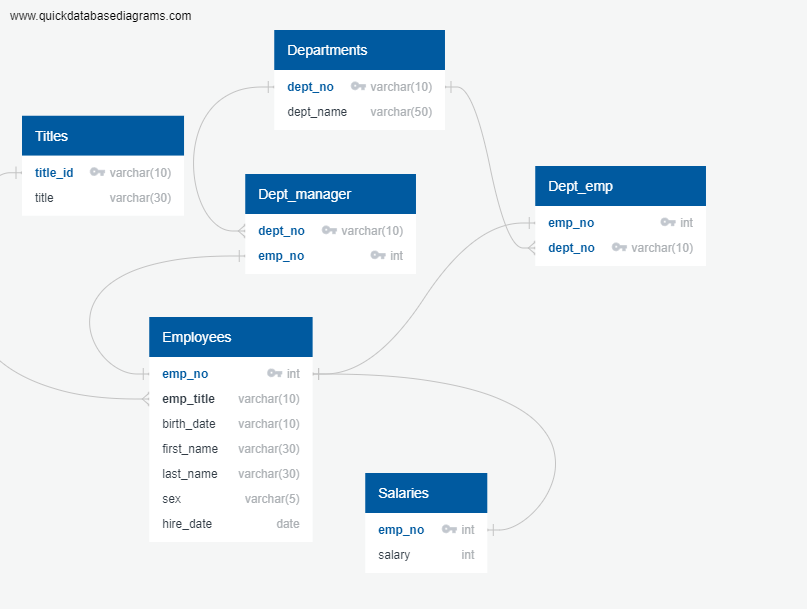 www.quickdatabasediagrams.com
Departments
dept_no varchar(10)
dept_name varchar(50)
Titles
title_id varchar(10)
title varchar(30)
Dept_manager
dept_no varchar(10)
emp_no int
Dept_emp
emp_no int
dept_no varchar(10)
Employees
emp_no int
emp_title varchar(10)
birth_date varchar(10)
first_name varchar(30)
last_name varchar(30)
sex varchar(5)
hire_date date
Salaries
emp_no int
salary int